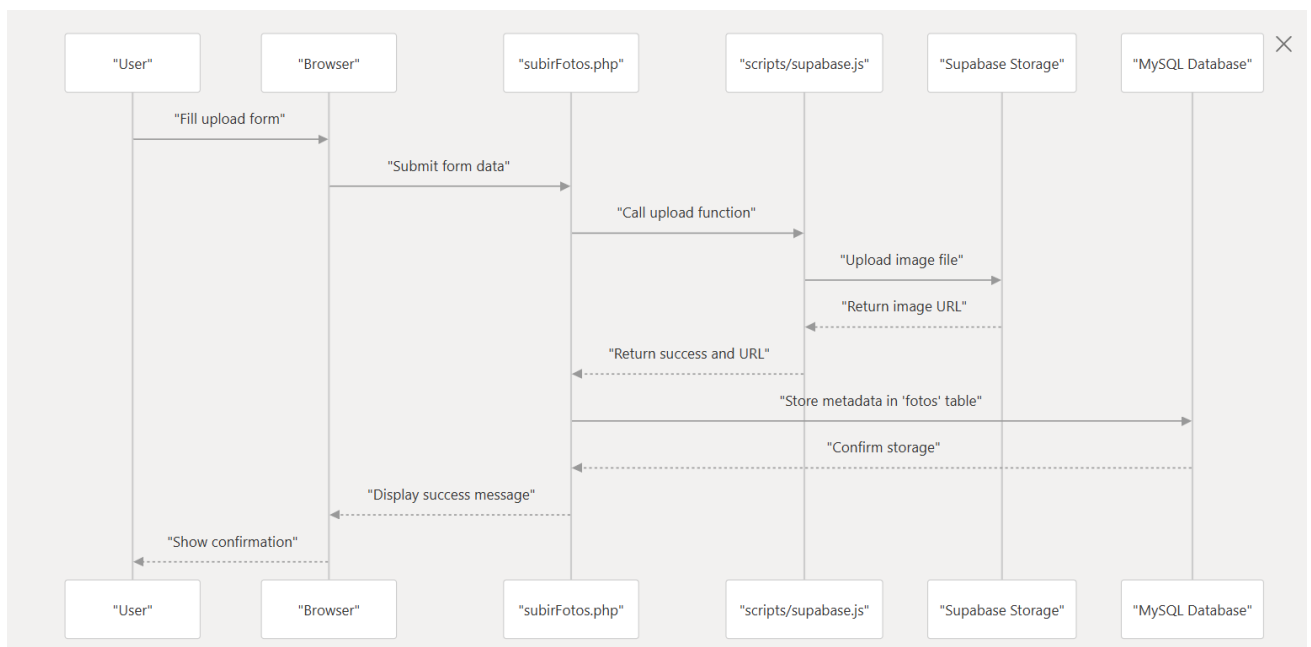 "User"
"Browser"
"subirFotos.php"
"scripts/supabase.js"
"Supabase Storage"
"MySQL Database"
"Fill upload form"
"Submit form data"
"Call upload function"
"Upload image file"
"Return image URL"
"Return success and URL"
"Store metadata in 'fotos' table"
"Confirm storage"
"Display success message"
"Show confirmation"
"User"
"Browser"
"subirFotos.php"
"scripts/supabase.js"
"Supabase Storage"
"MySQL Database"